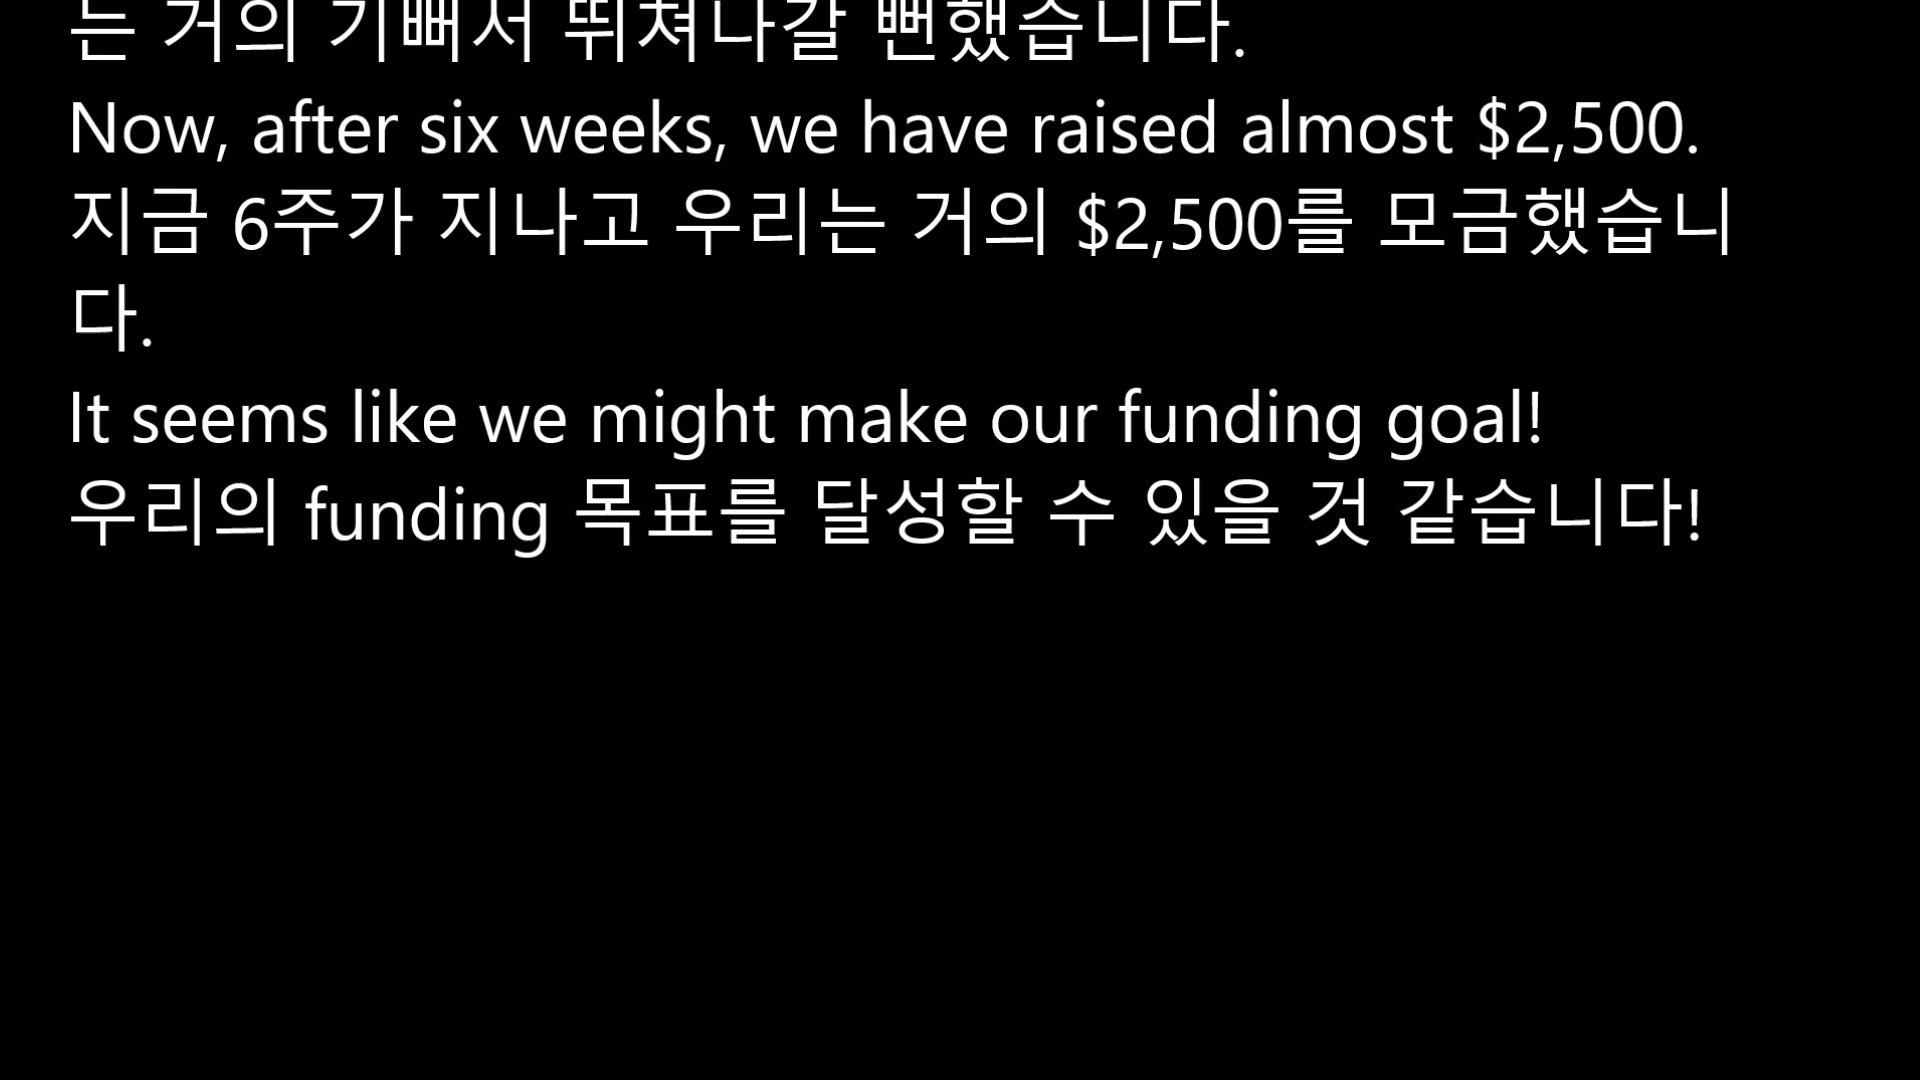 는 거의 기뻐서 뛰쳐나갈 뻔했습니다.
Now, after six weeks, we have raised almost $2,500.
지금 6주가 지나고 우리는 거의 $2,500를 모금했습니
다.
It seems like we might make our funding goal!
우리의 funding 목표를 달성할 수 있을 것 같습니다!